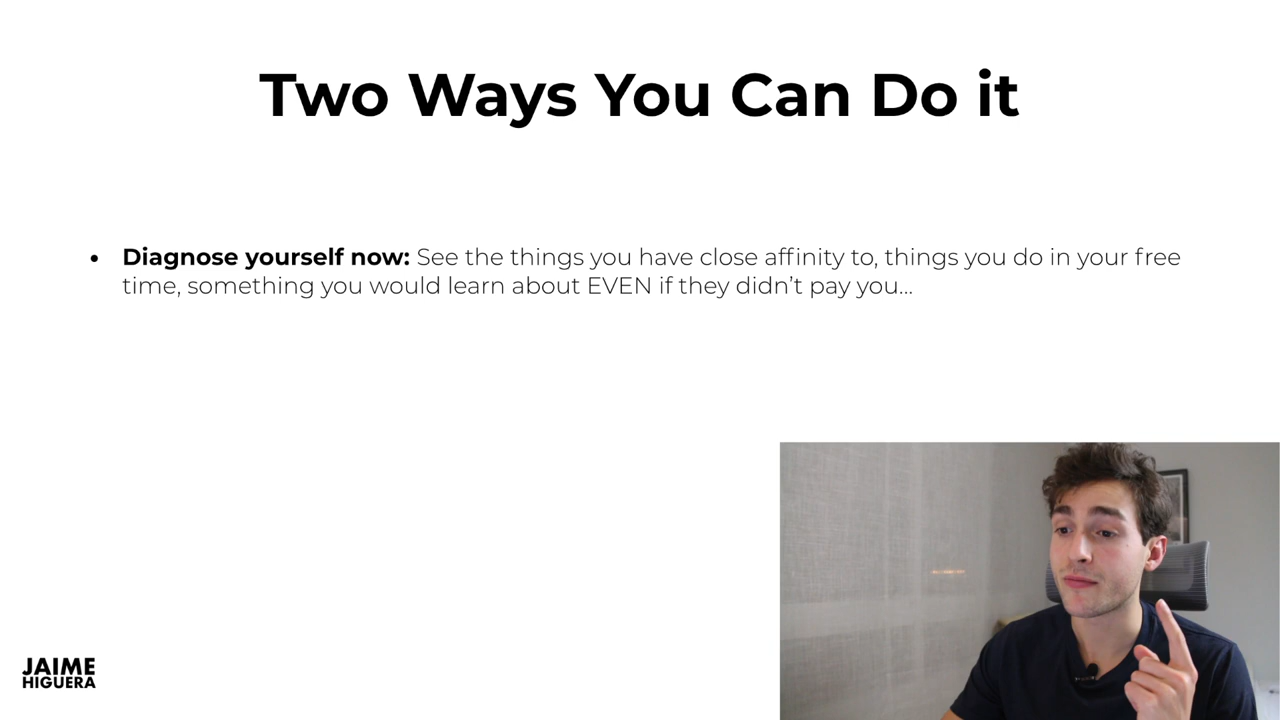 Two Ways You Can Do it
• Diagnose yourself now: See the things you have close affinity to, things you do in your free
time, something you would learn about EVEN if they didn’t pay you...
JAIME
HIGUERA